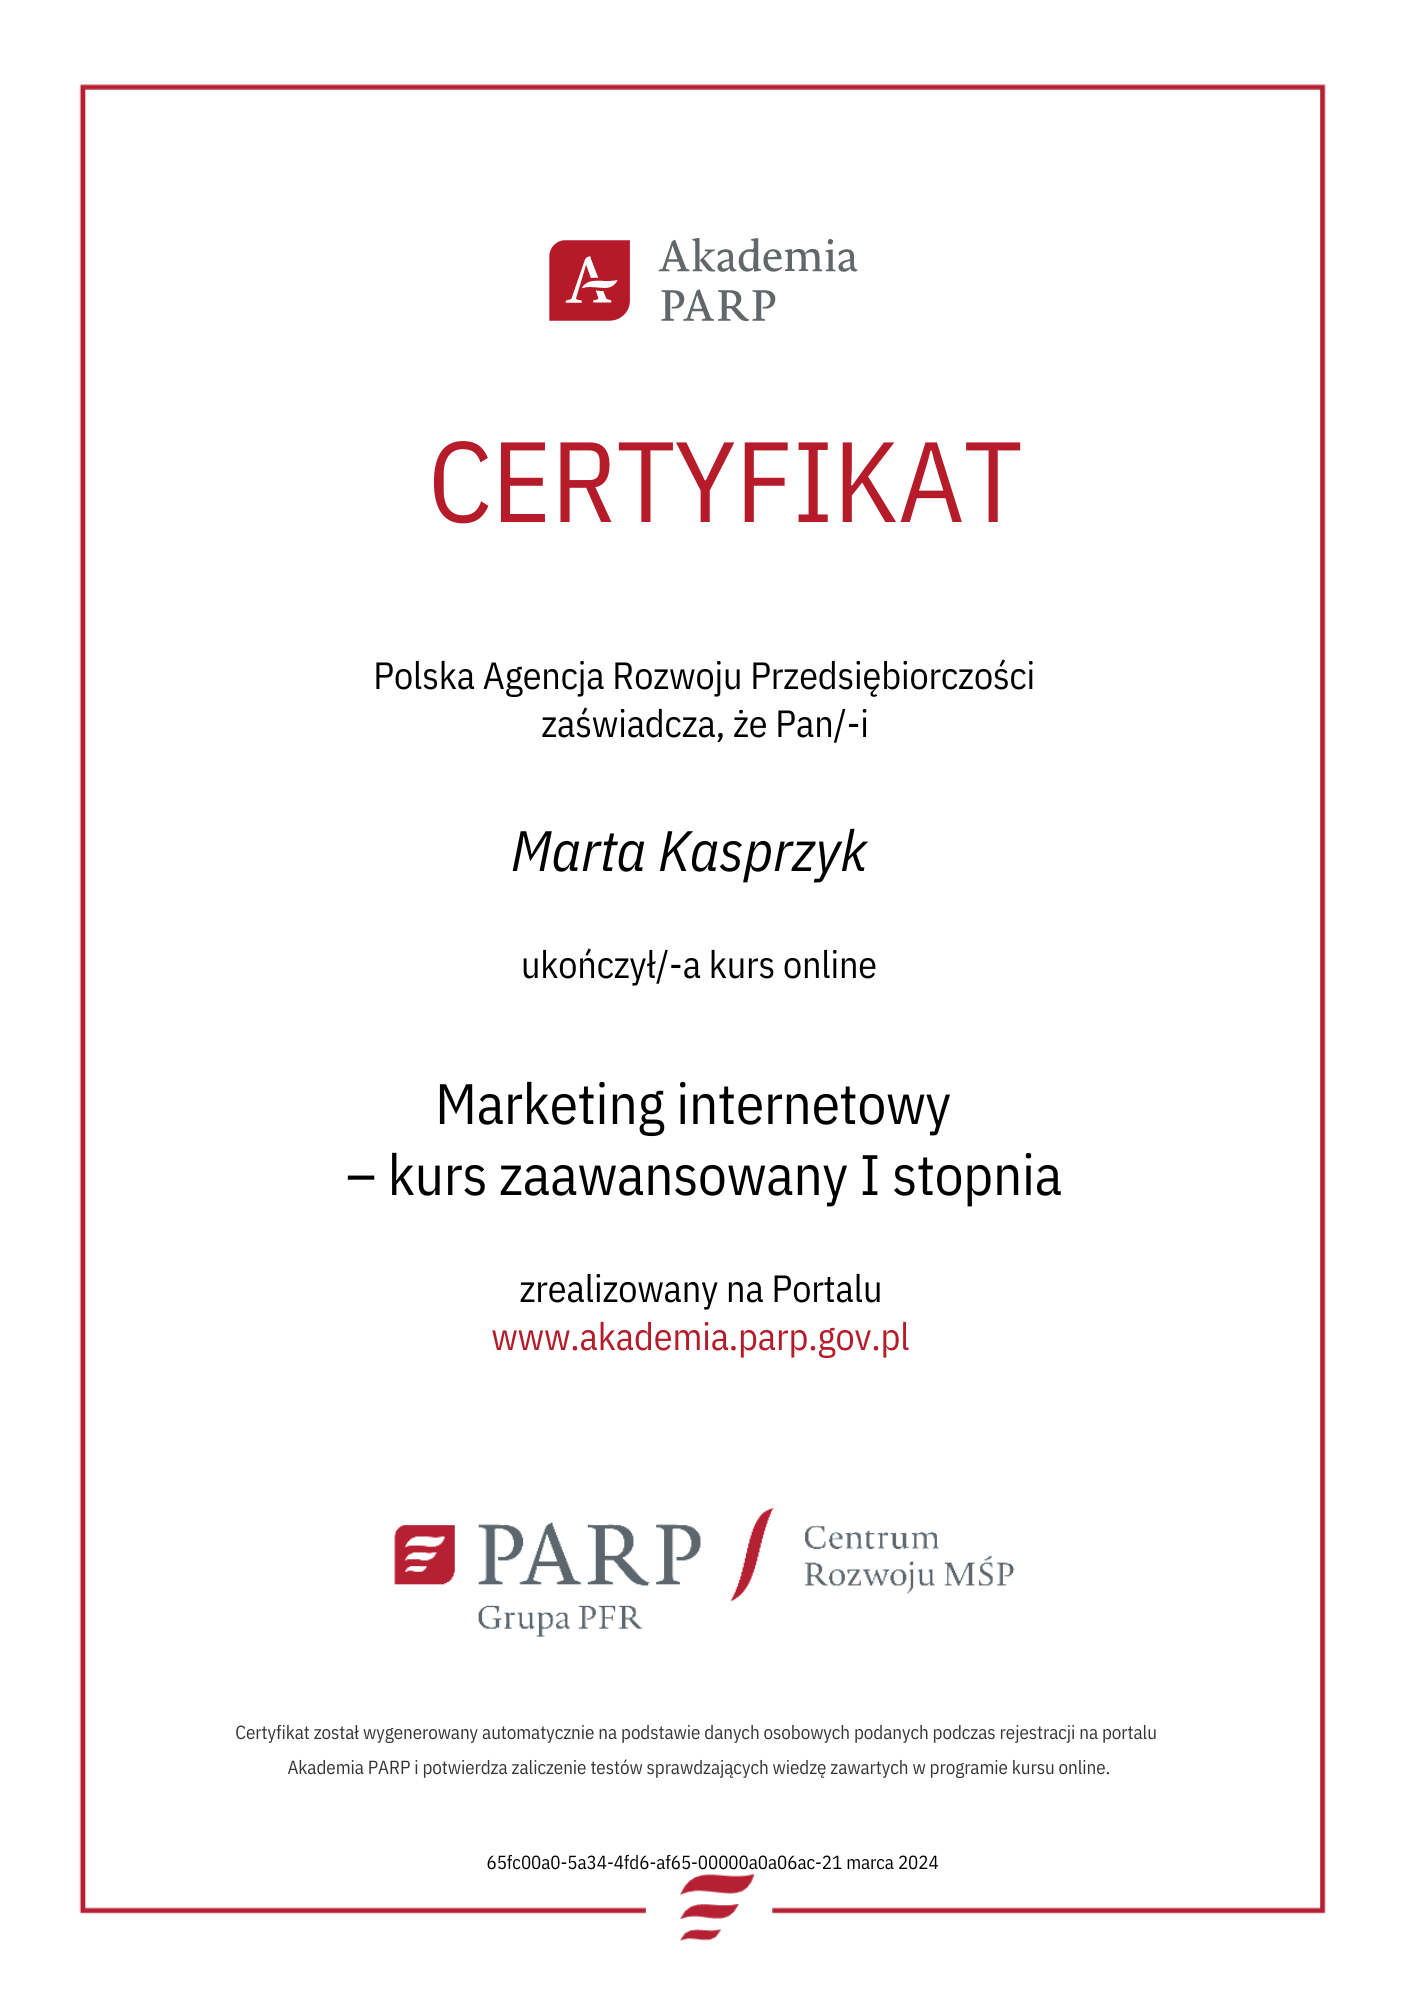 Akademia
PARP
CERTYFIKAT
Polska Agencja Rozwoju Przedsiębiorczości
zaświadcza, że Pan/-i
Marta Kasprzyk
ukończył/-a kurs online
Marketing internetowy
– kurs zaawansowany I stopnia
zrealizowany na Portalu
www.akademia.parp.gov.pl
PARP
Grupa PFR
Centrum
Rozwoju MŚP
Certyfikat został wygenerowany automatycznie na podstawie danych osobowych podanych podczas rejestracji na portalu
Akademia PARP i potwierdza zaliczenie testów sprawdzających wiedzę zawartych w programie kursu online.
65fc00a0-5a34-4fd6-af65-00000a0a06ac-21 marca 2024